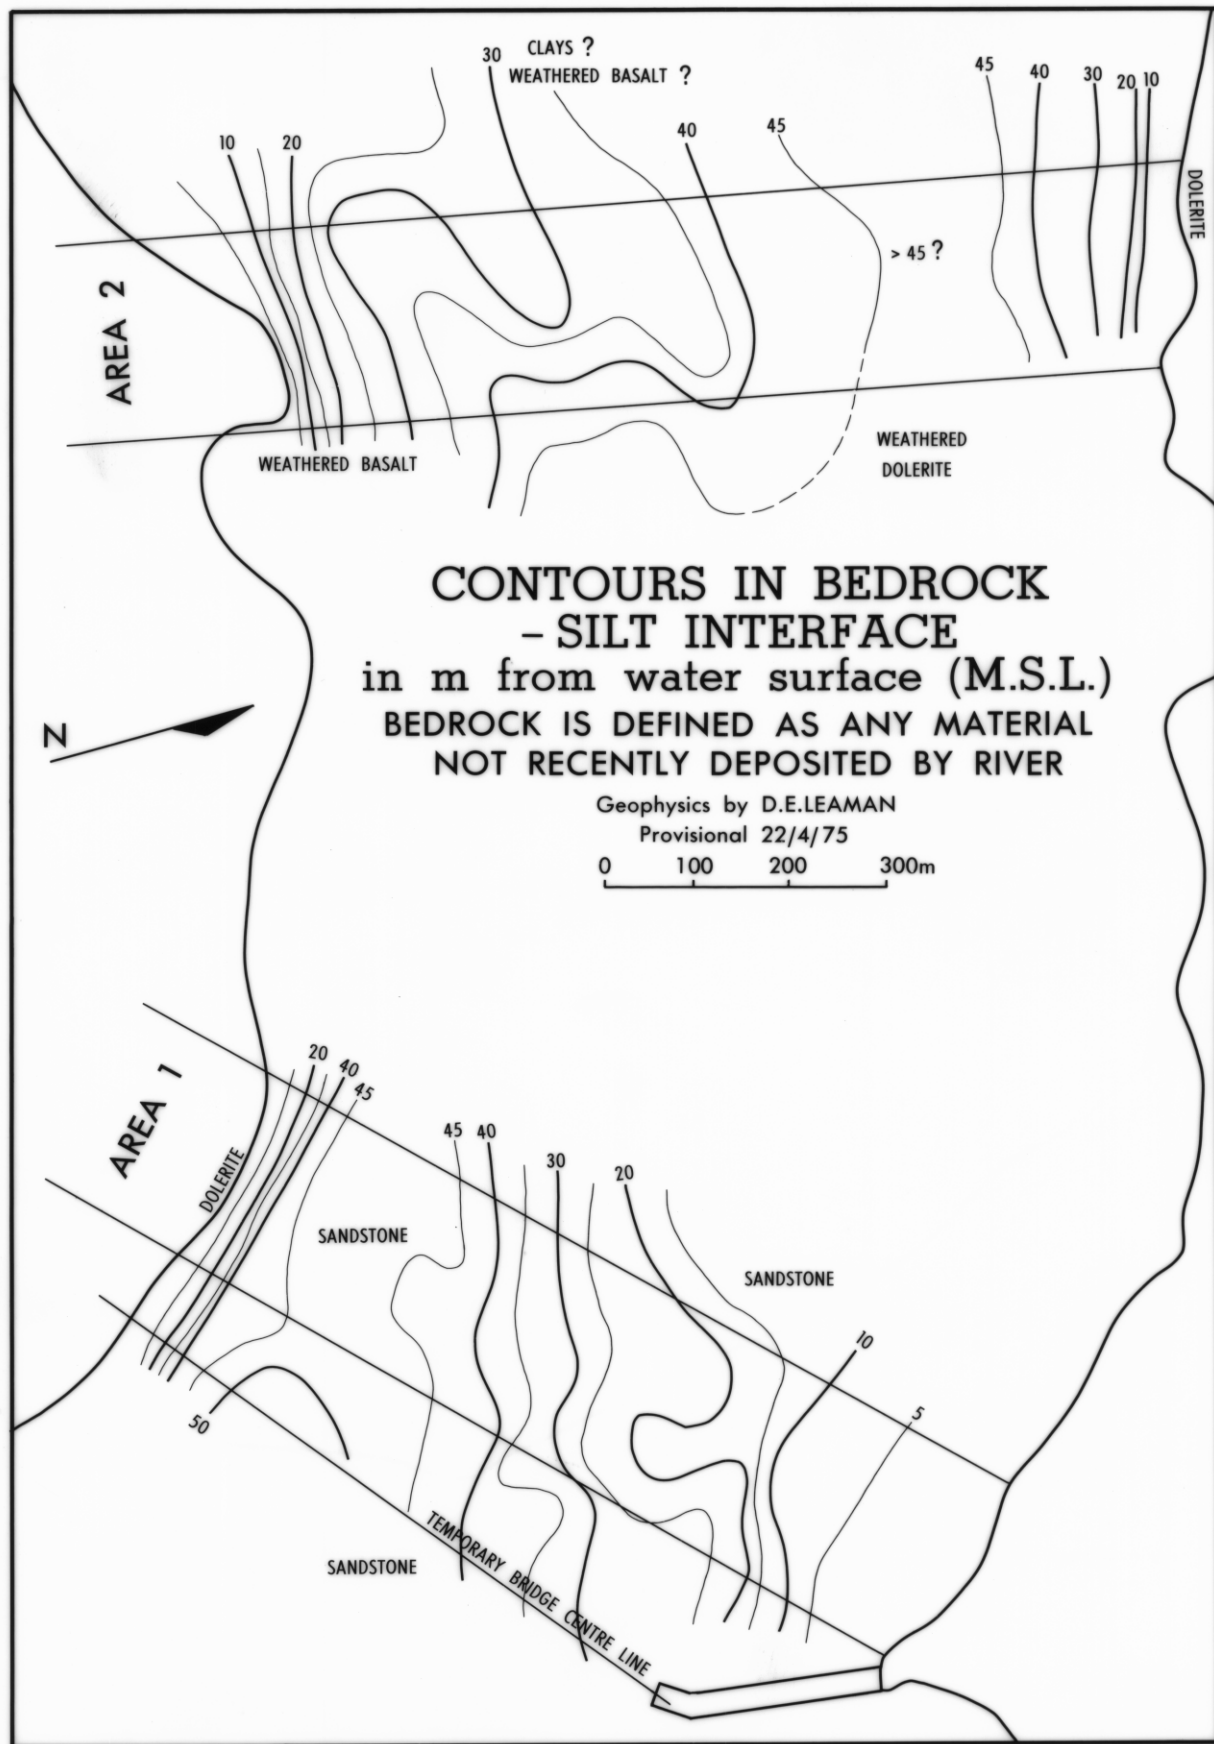 CLAYS ?
30
WEATHERED BASALT ?
45
40
30
20
10
10
20
40
45
DOLERITE
> 45 ?
AREA 2
WEATHERED BASALT
WEATHERED
DOLERITE
CONTOURS IN BEDROCK
– SILT INTERFACE
in m from water surface (M.S.L.)
BEDROCK IS DEFINED AS ANY MATERIAL
NOT RECENTLY DEPOSITED BY RIVER
N
Geophysics by D.E.LEAMAN
Provisional 22/4/75
0 100 200 300m
AREA 1
20
40
45
45
40
30
20
DOLERITE
SANDSTONE
SANDSTONE
10
5
50
TEMPORARY BRIDGE CENTRE LINE
SANDSTONE